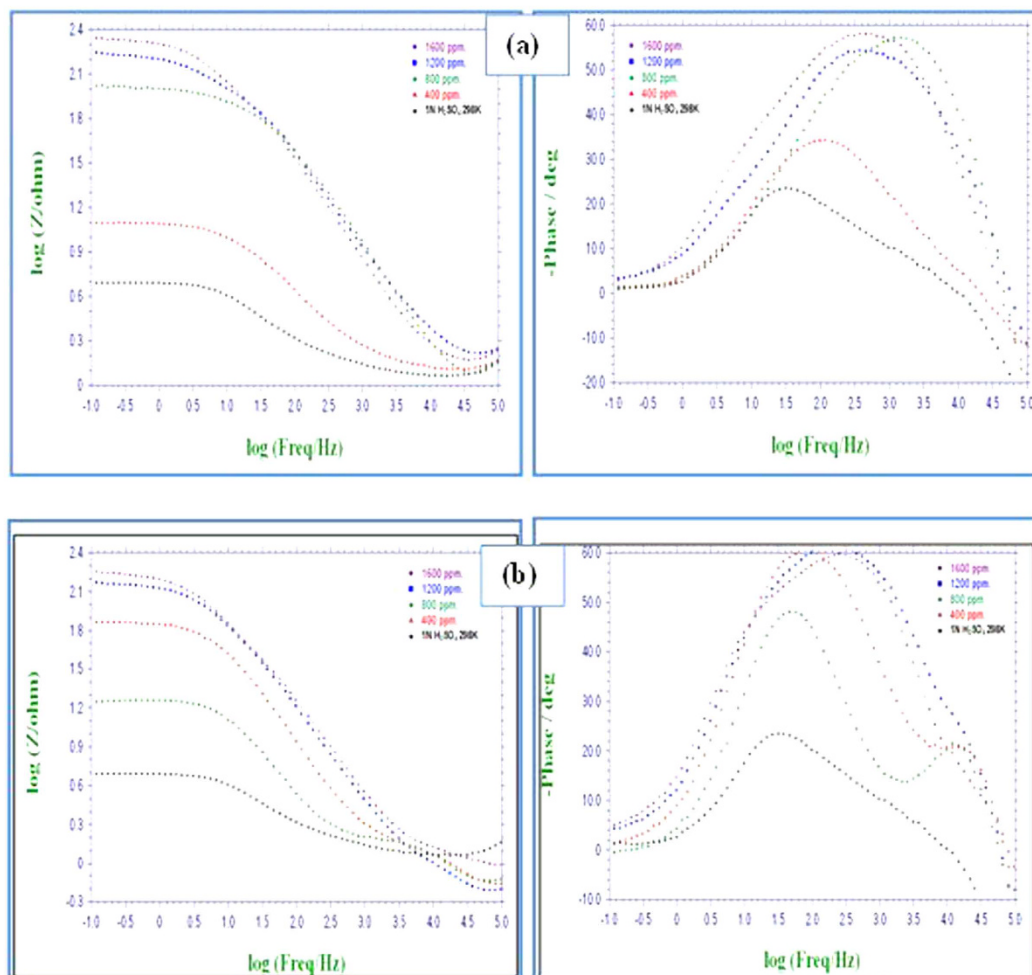 (a)
log (Z/ohm)
2.4
2.1
1.8
1.5
1.2
0.9
0.6
0.3
0
-1.0 -0.5 0 0.5 1.0 1.5 2.0 2.5 3.0 3.5 4.0 4.5 5.0
log (Freq/Hz)
1600 ppm.
1200 ppm.
800 ppm.
400 ppm.
1N H₂SO₄, 298K
-Phase / deg
60.0
50.0
40.0
30.0
20.0
10.0
0
-10.0
-20.0
-1.0 -0.5 0 0.5 1.0 1.5 2.0 2.5 3.0 3.5 4.0 4.5 5.0
log (Freq/Hz)
1600 ppm.
1200 ppm.
800 ppm.
400 ppm.
1N H₂SO₄, 298K
(b)
log (Z/ohm)
2.4
2.1
1.8
1.5
1.2
0.9
0.6
0.3
0
-0.3
-1.0 -0.5 0 0.5 1.0 1.5 2.0 2.5 3.0 3.5 4.0 4.5 5.0
log (Freq/Hz)
1600 ppm.
1200 ppm.
800 ppm.
400 ppm.
1N H₂SO₄, 298K
-Phase / deg
60.0
50.0
40.0
30.0
20.0
10.0
0
-10.0
-1.0 -0.5 0 0.5 1.0 1.5 2.0 2.5 3.0 3.5 4.0 4.5 5.0
log (Freq/Hz)
1600 ppm.
1200 ppm.
800 ppm.
400 ppm.
1N H₂SO₄, 298K